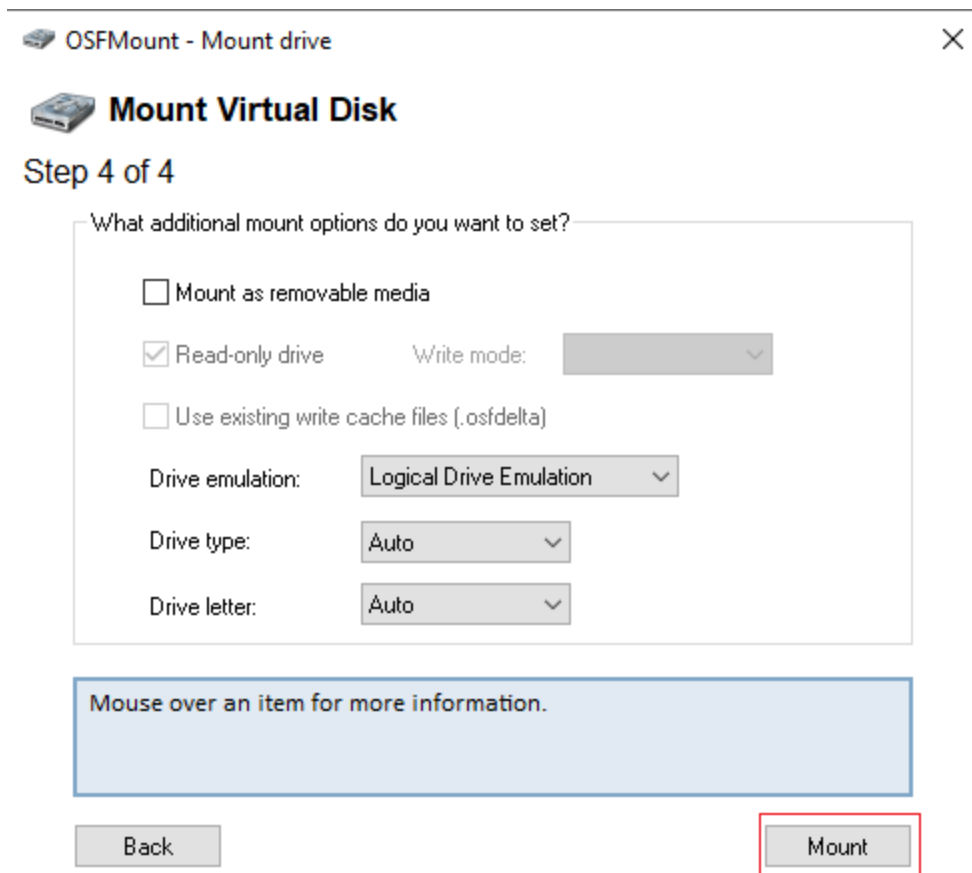 OSFMount - Mount drive
Mount Virtual Disk
Step 4 of 4
What additional mount options do you want to set?
Mount as removable media
Read-only drive Write mode:
Use existing write cache files (.osfdelta)
Drive emulation: Logical Drive Emulation
Drive type: Auto
Drive letter: Auto
Mouse over an item for more information.
Back Mount